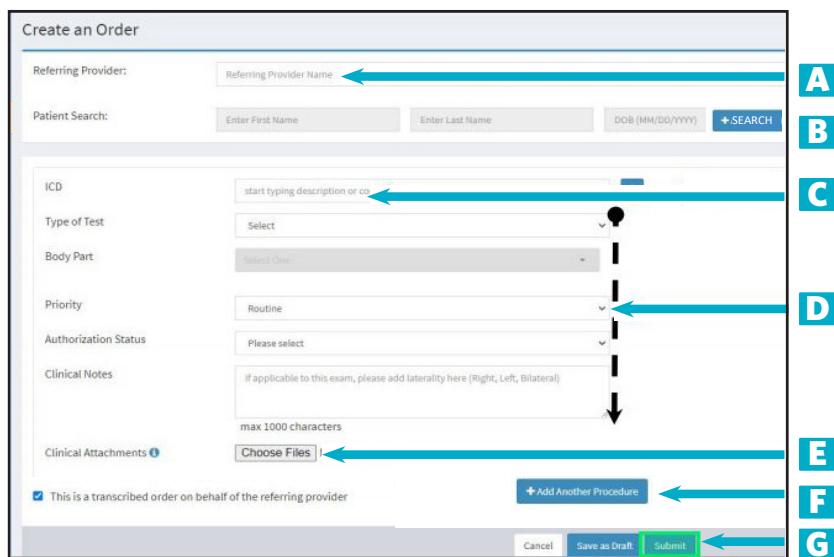 Create an Order
Referring Provider: Referring Provider Name A
Patient Search: Enter First Name Enter Last Name DOB (MM/DD/YYYY) +SEARCH B
ICD start typing description or co C
Type of Test Select
Body Part Select One
Priority Routine D
Authorization Status Please select
Clinical Notes If applicable to this exam, please add laterality here (Right, Left, Bilateral)
max 1000 characters
Clinical Attachments Choose Files E
This is a transcribed order on behalf of the referring provider +Add Another Procedure F
Cancel Save as Draft Submit G